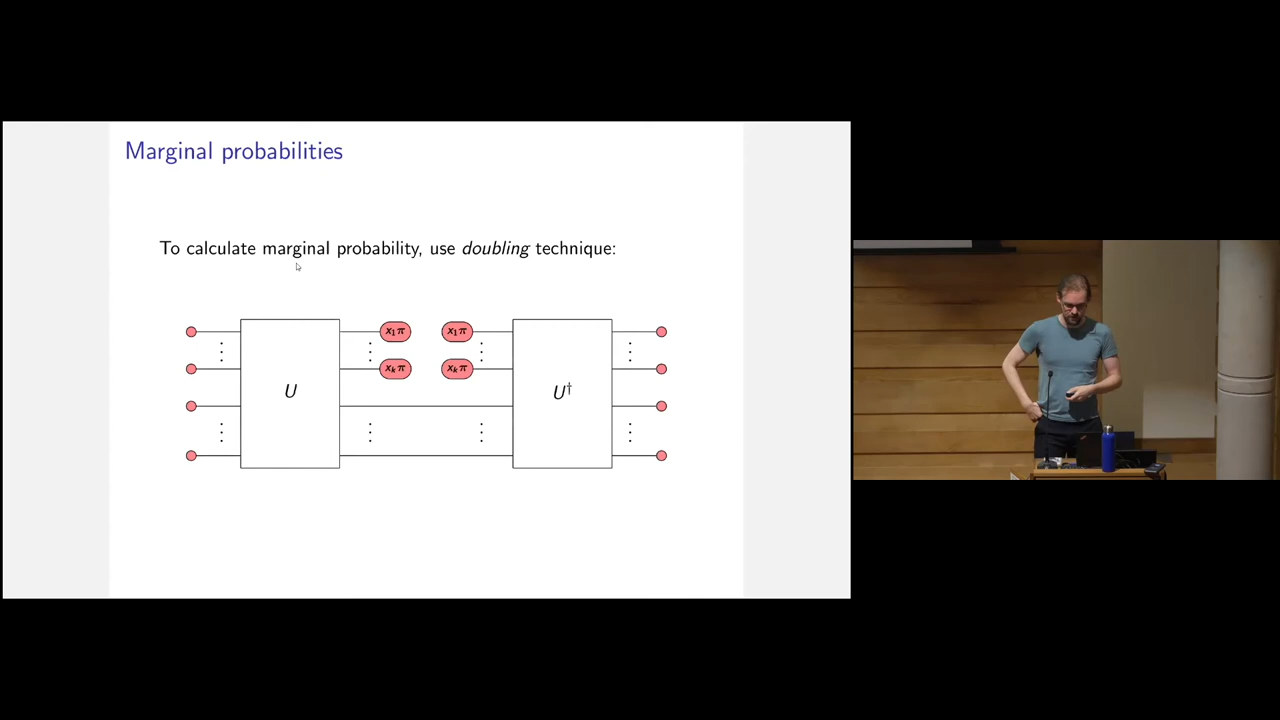 Marginal probabilities
To calculate marginal probability, use doubling technique:
x₁π x₁π
xₖπ xₖπ
U U†